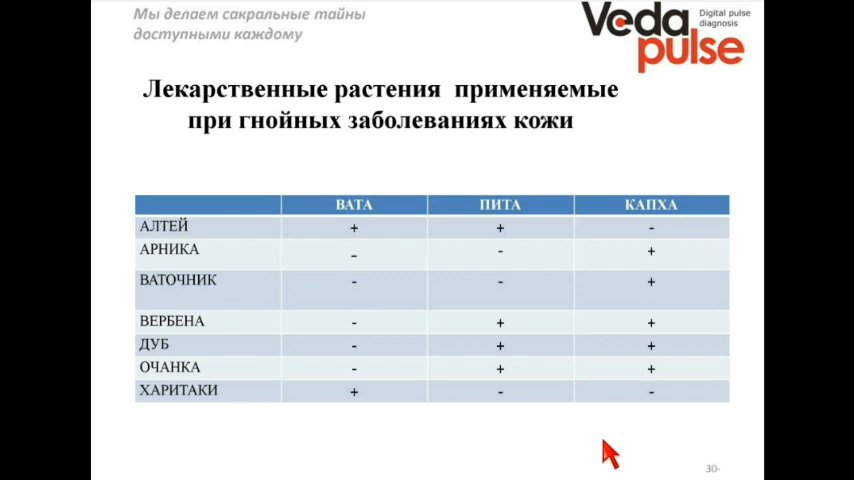 Мы делаем сакральные тайны
доступными каждому
Veda pulse
Digital pulse
diagnosis
Лекарственные растения применяемые
при гнойных заболеваниях кожи
ВАТА ПИТА КАПХА
АЛТЕЙ + + -
АРНИКА - - +
ВАТОЧНИК - - +
ВЕРБЕНА - + +
ДУБ - + +
ОЧАНКА - + +
ХАРИТАКИ + - -
30-